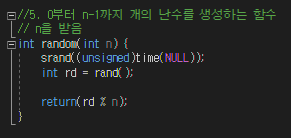 //5. 0부터 n-1까지 개의 난수를 생성하는 함수
// n을 받음
int random(int n) {
srand((unsigned)time(NULL));
int rd = rand();
return(rd % n);
}